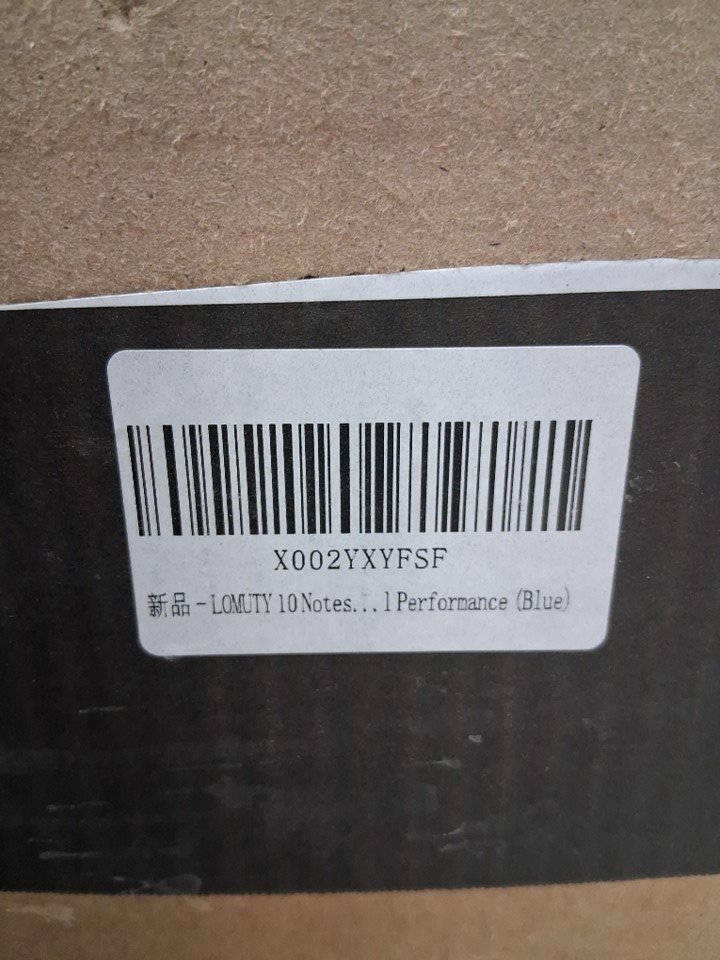 X002YXYFSF
新品 - LOMUTY 10 Notes...l Performance (Blue)